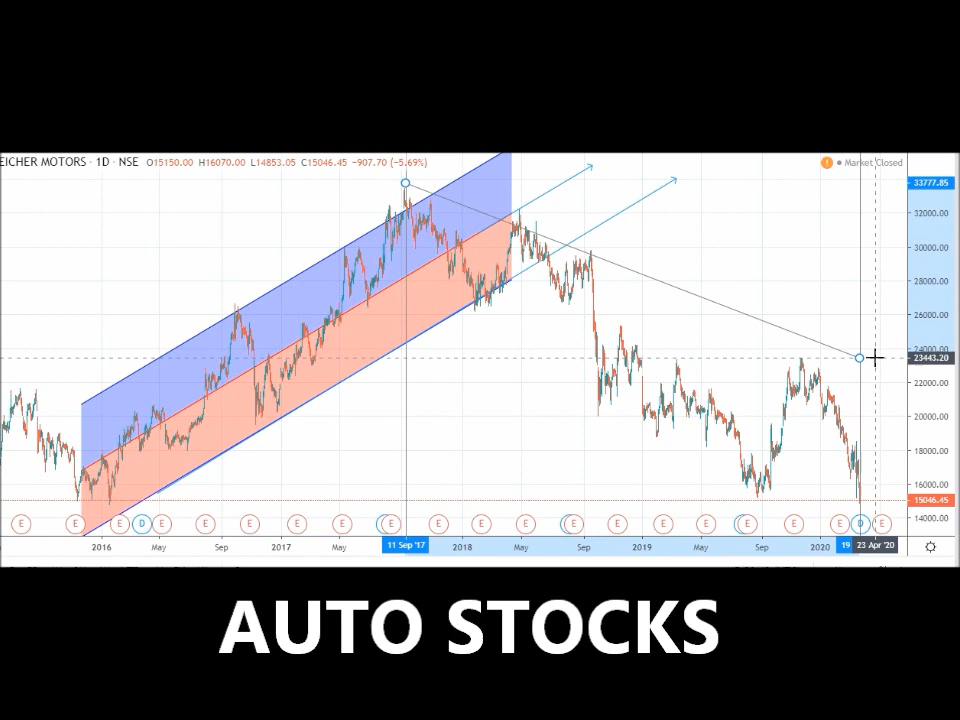 EICHER MOTORS · 1D · NSE O15150.00 H16070.00 L14853.05 C15046.45 −907.70 (−5.69%)
! Market Closed
33777.85
32000.00
30000.00
28000.00
26000.00
24000.00
23443.20
22000.00
20000.00
18000.00
16000.00
15046.45
14000.00
E E E D E E E E E E E E E E E E E E E E D E
2016 May Sep 2017 May 11 Sep '17 2018 May Sep 2019 May Sep 2020 19 23 Apr '20
AUTO STOCKS